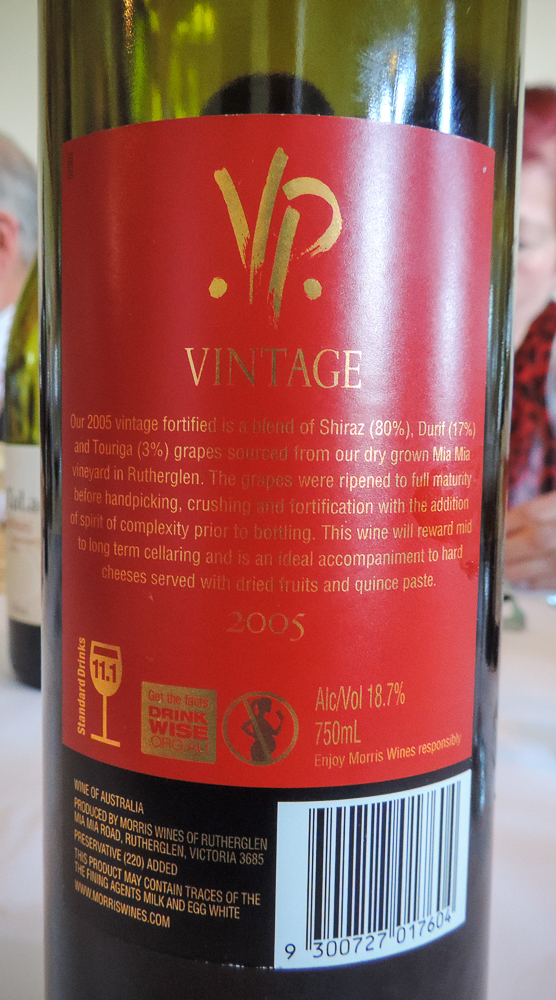 VP.
VINTAGE
Our 2005 vintage fortified is a blend of Shiraz (80%), Durif (17%)
and Touriga (3%) grapes sourced from our dry grown Mia Mia
vineyard in Rutherglen. The grapes were ripened to full maturity
before handpicking, crushing and fortification with the addition
of spirit of complexity prior to bottling. This wine will reward mid
to long term cellaring and is an ideal accompaniment to hard
cheeses served with dried fruits and quince paste.
2005
Standard Drinks
11.1
Get the facts
DRINK
WISE
.ORG.AU
Alc/Vol 18.7%
750mL
Enjoy Morris Wines responsibly
WINE OF AUSTRALIA
PRODUCED BY MORRIS WINES OF RUTHERGLEN
MIA MIA ROAD, RUTHERGLEN, VICTORIA 3685
PRESERVATIVE (220) ADDED
THIS PRODUCT MAY CONTAIN TRACES OF THE
THE FINING AGENTS MILK AND EGG WHITE
WWW.MORRISWINES.COM
9 300727 017604